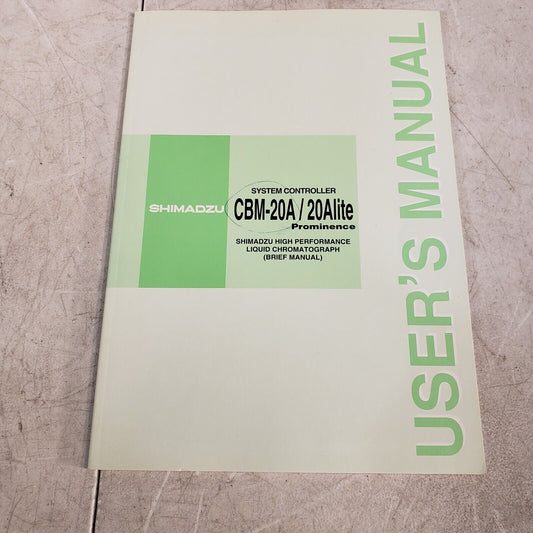 SHIMADZU
SYSTEM CONTROLLER
CBM-20A / 20Alite
Prominence
SHIMADZU HIGH PERFORMANCE
LIQUID CHROMATOGRAPH
(BRIEF MANUAL)
USER'S MANUAL